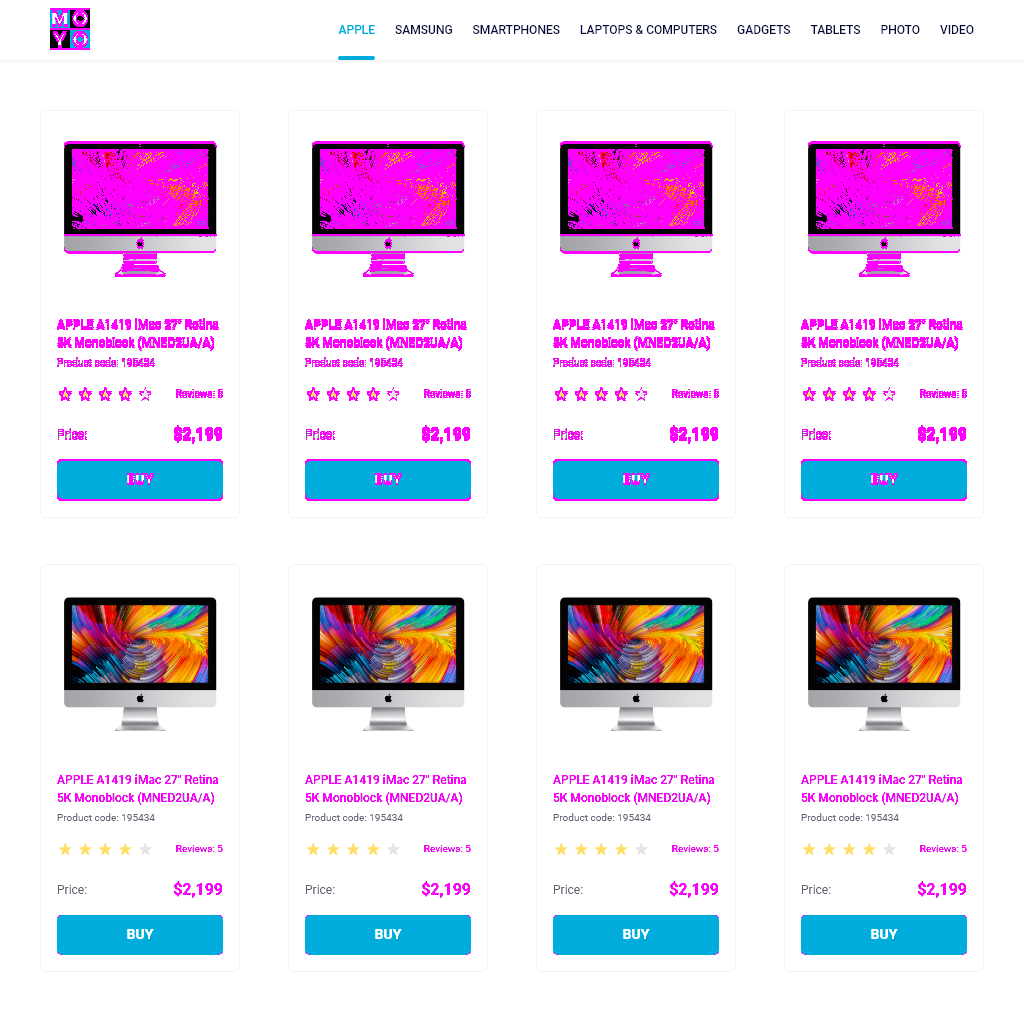 MOYO
APPLE SAMSUNG SMARTPHONES LAPTOPS & COMPUTERS GADGETS TABLETS PHOTO VIDEO
APPLE A1419 iMac 27" Retina APPLE A1419 iMac 27" Retina APPLE A1419 iMac 27" Retina APPLE A1419 iMac 27" Retina
5K Monoblock (MNED2UA/A) 5K Monoblock (MNED2UA/A) 5K Monoblock (MNED2UA/A) 5K Monoblock (MNED2UA/A)
Product code: 195434 Product code: 195434 Product code: 195434 Product code: 195434
Reviews: 5 Reviews: 5 Reviews: 5 Reviews: 5
Price: $2,199 Price: $2,199 Price: $2,199 Price: $2,199
BUY BUY BUY BUY
APPLE A1419 iMac 27" Retina APPLE A1419 iMac 27" Retina APPLE A1419 iMac 27" Retina APPLE A1419 iMac 27" Retina
5K Monoblock (MNED2UA/A) 5K Monoblock (MNED2UA/A) 5K Monoblock (MNED2UA/A) 5K Monoblock (MNED2UA/A)
Product code: 195434 Product code: 195434 Product code: 195434 Product code: 195434
Reviews: 5 Reviews: 5 Reviews: 5 Reviews: 5
Price: $2,199 Price: $2,199 Price: $2,199 Price: $2,199
BUY BUY BUY BUY